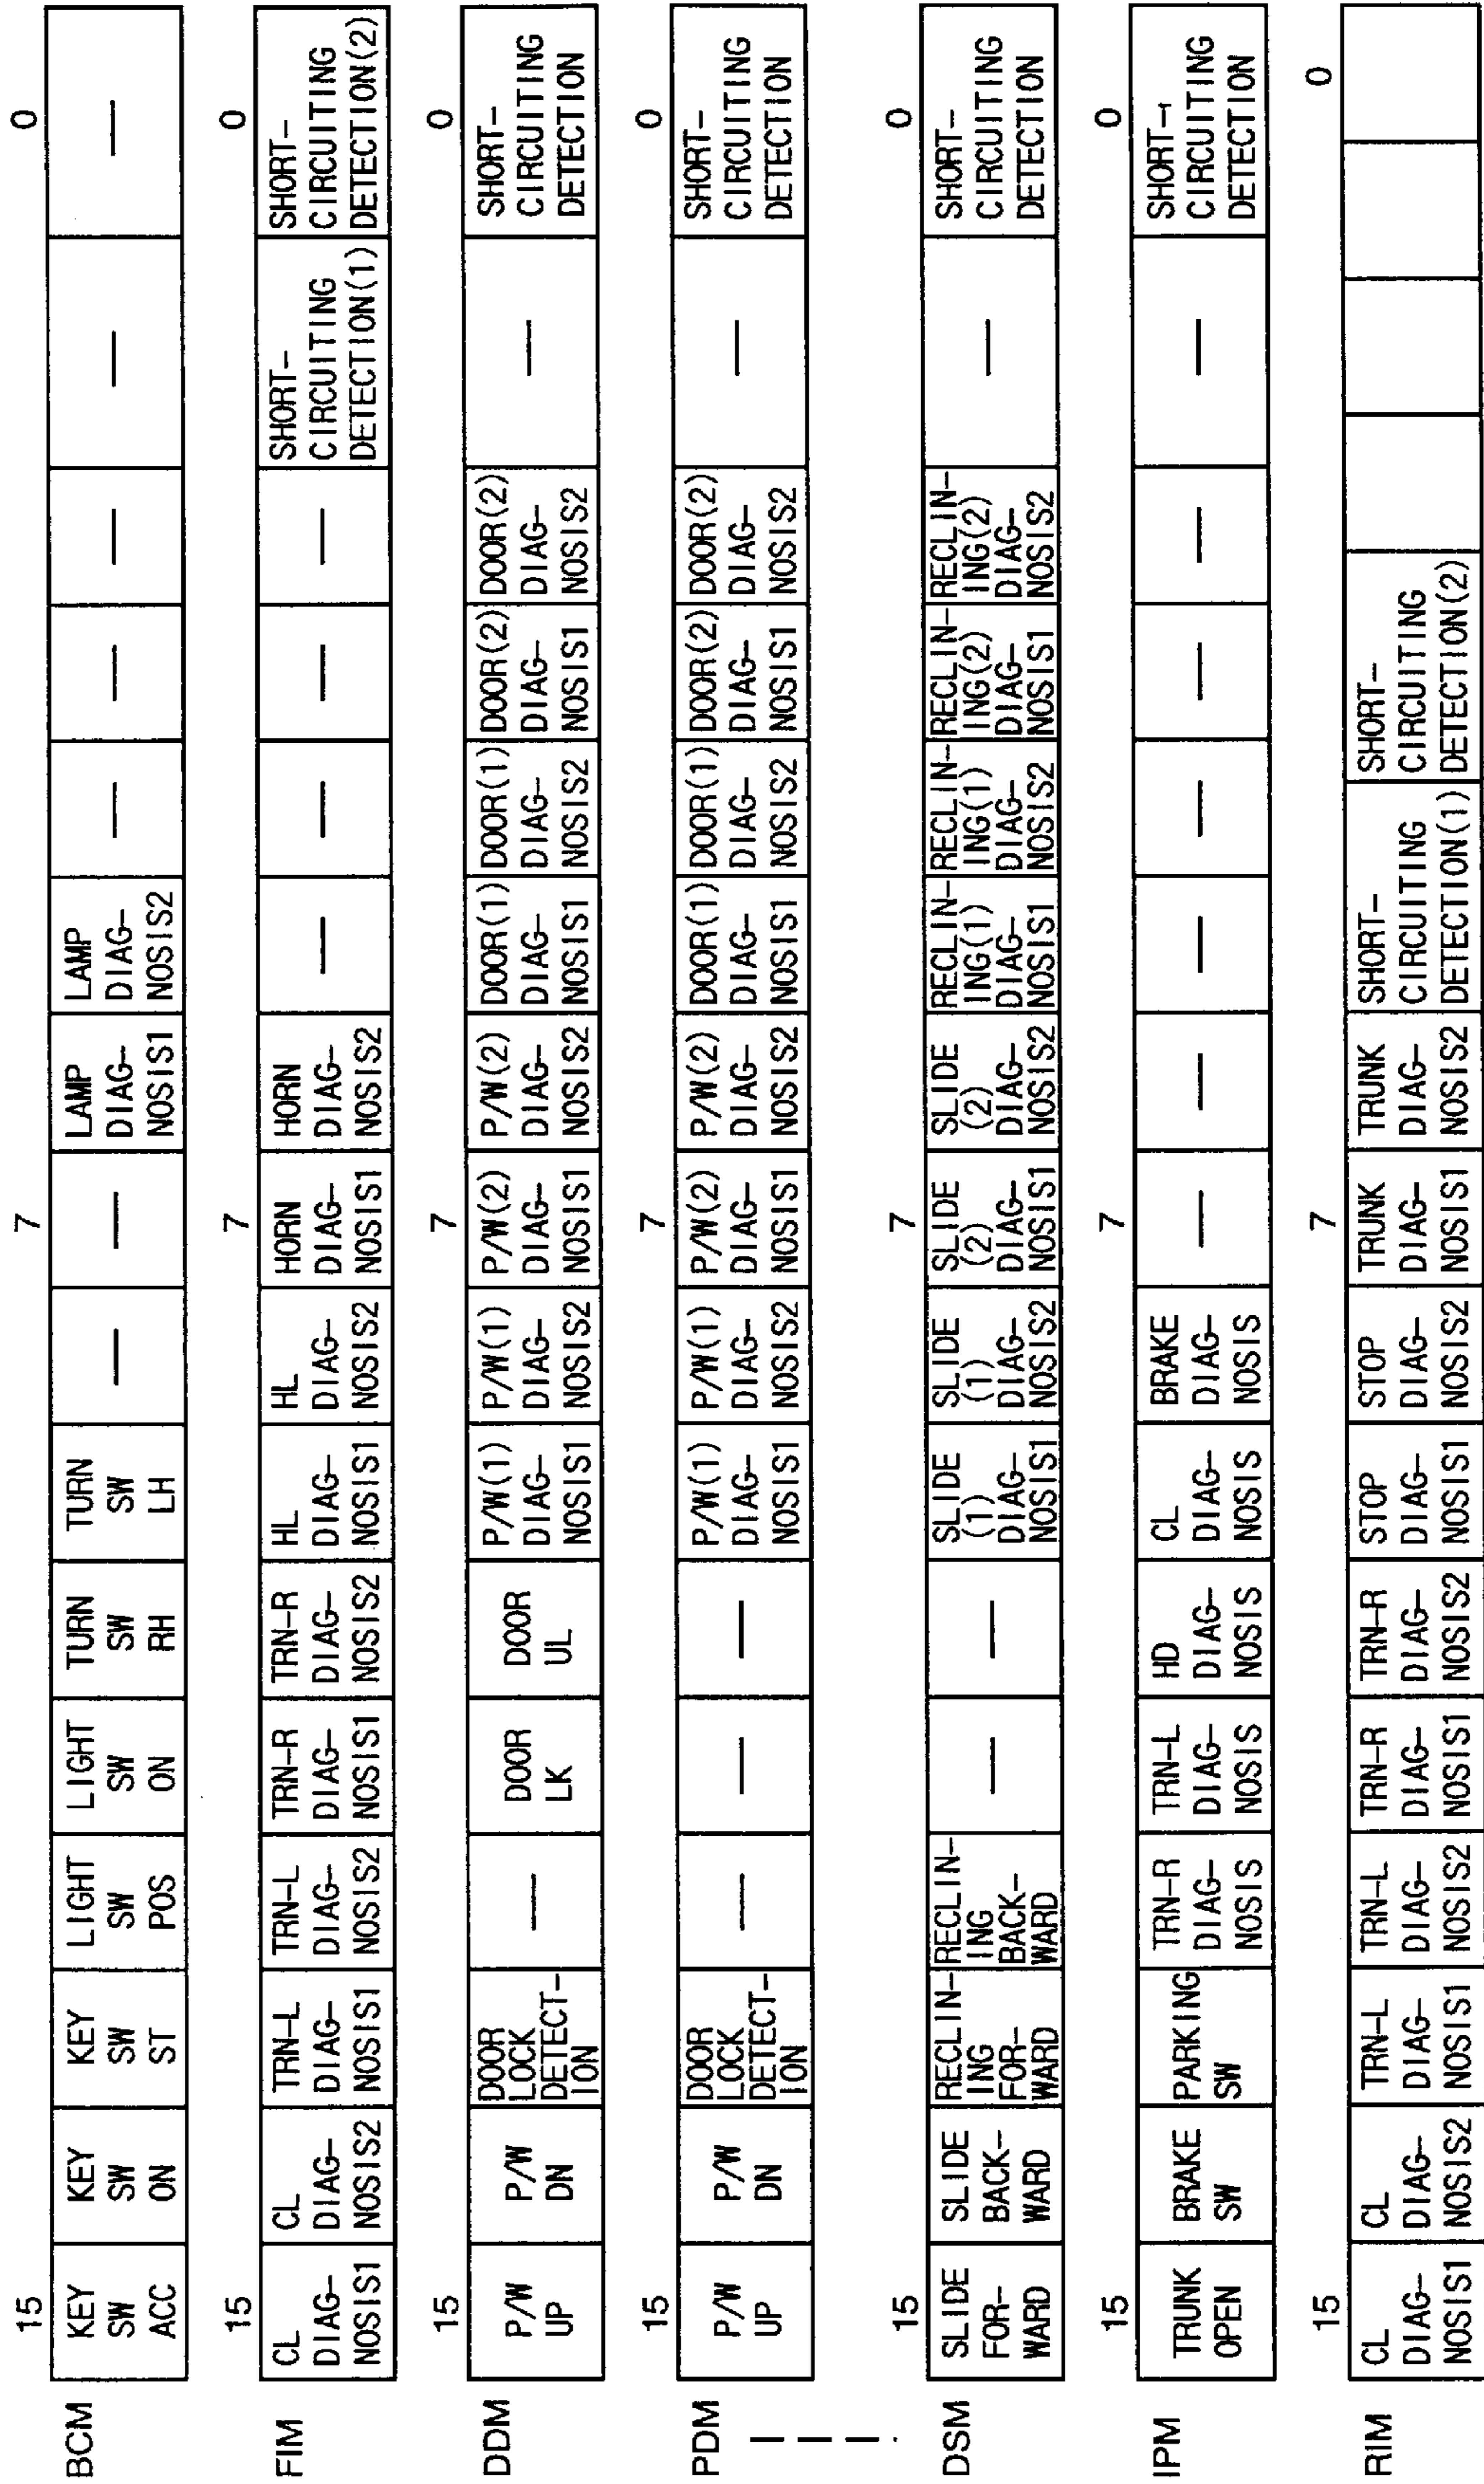 BCM
15 7 0
KEY SW ACC
KEY SW ON
KEY SW ST
LIGHT SW POS
LIGHT SW ON
TURN SW RH
TURN SW LH
—
—
LAMP DIAG- NOSIS1
LAMP DIAG- NOSIS2
—
—
—
—
—
FIM
15 7 0
CL DIAG- NOSIS1
CL DIAG- NOSIS2
TRN-L DIAG- NOSIS1
TRN-L DIAG- NOSIS2
TRN-R DIAG- NOSIS1
TRN-R DIAG- NOSIS2
HL DIAG- NOSIS1
HL DIAG- NOSIS2
HORN DIAG- NOSIS1
HORN DIAG- NOSIS2
—
—
—
—
SHORT- CIRCUITING DETECTION(1)
SHORT- CIRCUITING DETECTION(2)
DDM
15 7 0
P/W UP
P/W DN
DOOR LOCK DETECT- ION
—
DOOR LK
DOOR UL
P/W(1) DIAG- NOSIS1
P/W(1) DIAG- NOSIS2
P/W(2) DIAG- NOSIS1
P/W(2) DIAG- NOSIS2
DOOR(1) DIAG- NOSIS1
DOOR(1) DIAG- NOSIS2
DOOR(2) DIAG- NOSIS1
DOOR(2) DIAG- NOSIS2
—
SHORT- CIRCUITING DETECTION
PDM
15 7 0
P/W UP
P/W DN
DOOR LOCK DETECT- ION
—
—
—
P/W(1) DIAG- NOSIS1
P/W(1) DIAG- NOSIS2
P/W(2) DIAG- NOSIS1
P/W(2) DIAG- NOSIS2
DOOR(1) DIAG- NOSIS1
DOOR(1) DIAG- NOSIS2
DOOR(2) DIAG- NOSIS1
DOOR(2) DIAG- NOSIS2
—
SHORT- CIRCUITING DETECTION
DSM
15 7 0
SLIDE FOR- WARD
SLIDE BACK- WARD
RECLIN- ING FOR- WARD
RECLIN- ING BACK- WARD
—
—
SLIDE (1) DIAG- NOSIS1
SLIDE (1) DIAG- NOSIS2
SLIDE (2) DIAG- NOSIS1
SLIDE (2) DIAG- NOSIS2
RECLIN- ING(1) DIAG- NOSIS1
RECLIN- ING(1) DIAG- NOSIS2
RECLIN- ING(2) DIAG- NOSIS1
RECLIN- ING(2) DIAG- NOSIS2
—
SHORT- CIRCUITING DETECTION
IPM
15 7 0
TRUNK OPEN
BRAKE SW
PARKING SW
TRN-R DIAG- NOSIS
TRN-L DIAG- NOSIS
HD DIAG- NOSIS
CL DIAG- NOSIS
BRAKE DIAG- NOSIS
—
—
—
—
—
—
—
SHORT- CIRCUITING DETECTION
RIM
15 7 0
CL DIAG- NOSIS1
CL DIAG- NOSIS2
TRN-L DIAG- NOSIS1
TRN-L DIAG- NOSIS2
TRN-R DIAG- NOSIS1
TRN-R DIAG- NOSIS2
STOP DIAG- NOSIS1
STOP DIAG- NOSIS2
TRUNK DIAG- NOSIS1
TRUNK DIAG- NOSIS2
SHORT- CIRCUITING DETECTION(1)
SHORT- CIRCUITING DETECTION(2)